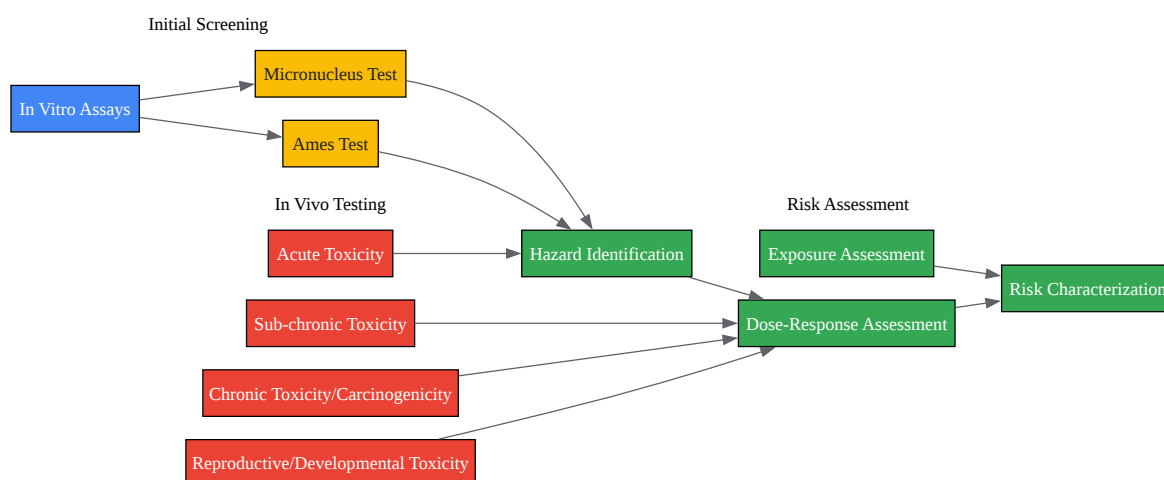 Initial Screening
In Vitro Assays
Micronucleus Test
Ames Test
In Vivo Testing
Acute Toxicity
Sub-chronic Toxicity
Chronic Toxicity/Carcinogenicity
Reproductive/Developmental Toxicity
Hazard Identification
Risk Assessment
Exposure Assessment
Dose-Response Assessment
Risk Characterization